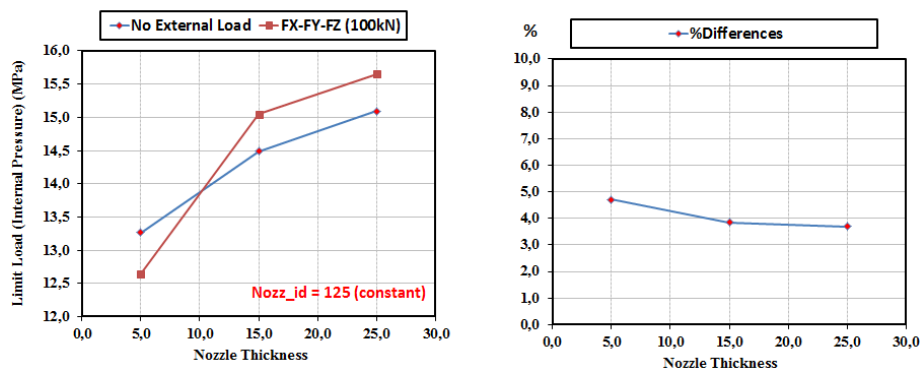 No External Load FX-FY-FZ (100kN)
16,0
15,5
15,0
14,5
14,0
13,5
13,0
12,5
12,0
Limit Load (Internal Pressure) (MPa)
Nozz_id = 125 (constant)
0,0 5,0 10,0 15,0 20,0 25,0 30,0
Nozzle Thickness
%
%Differences
10,0
9,0
8,0
7,0
6,0
5,0
4,0
3,0
2,0
1,0
0,0
0,0 5,0 10,0 15,0 20,0 25,0 30,0
Nozzle Thickness